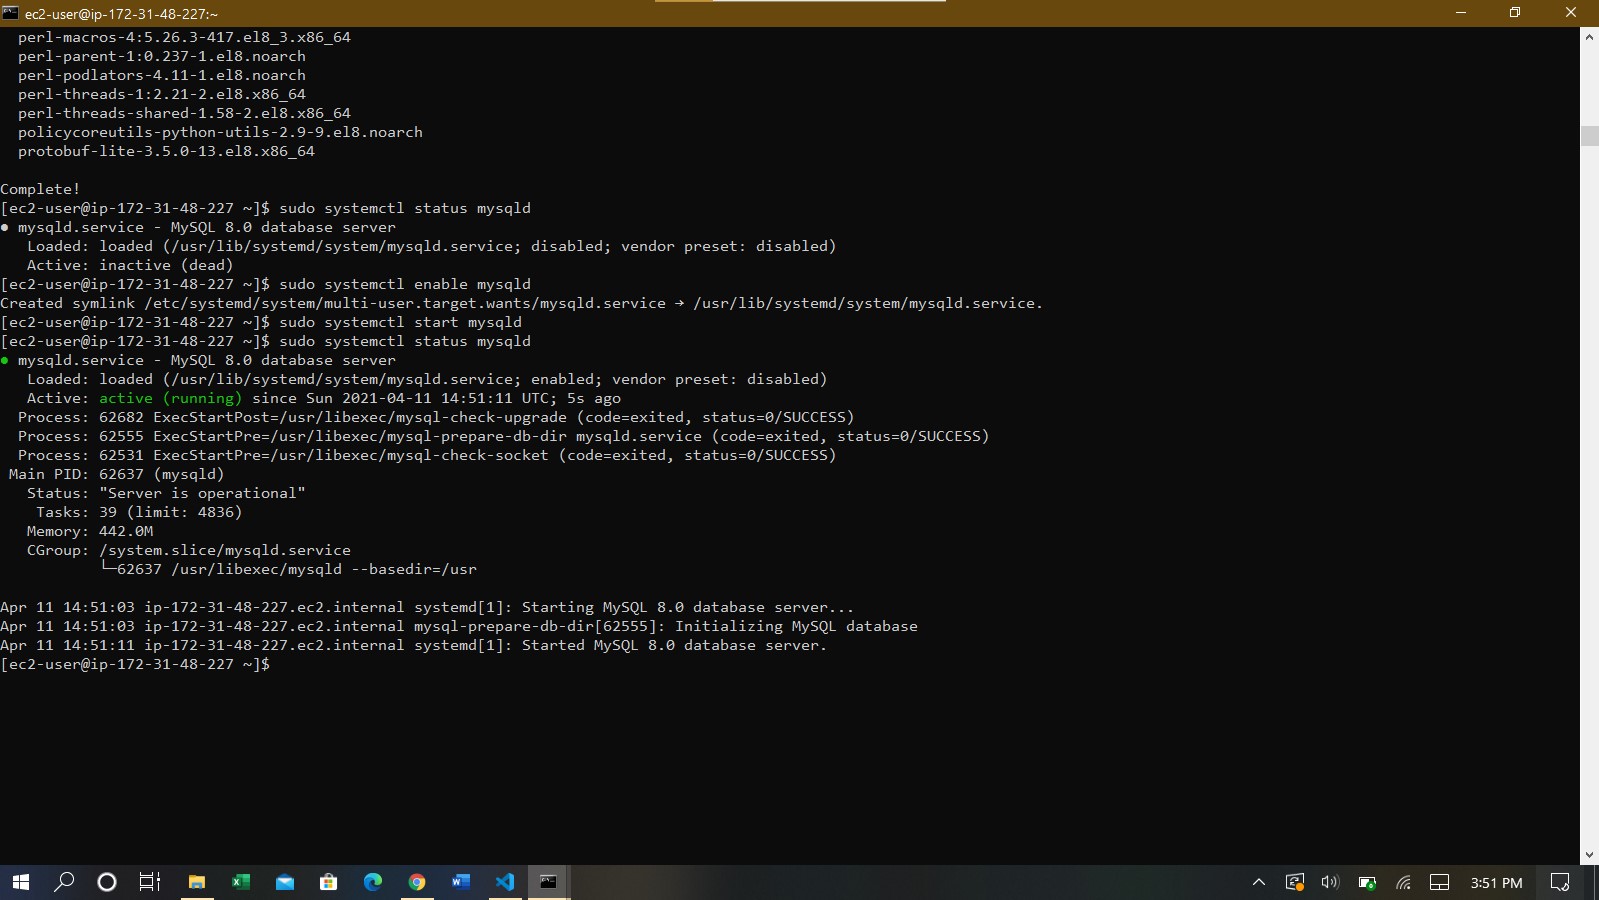 ec2-user@ip-172-31-48-227:~
perl-macros-4:5.26.3-417.el8_3.x86_64
perl-parent-1:0.237-1.el8.noarch
perl-podlators-4.11-1.el8.noarch
perl-threads-1:2.21-2.el8.x86_64
perl-threads-shared-1.58-2.el8.x86_64
policycoreutils-python-utils-2.9-9.el8.noarch
protobuf-lite-3.5.0-13.el8.x86_64
Complete!
[ec2-user@ip-172-31-48-227 ~]$ sudo systemctl status mysqld
● mysqld.service - MySQL 8.0 database server
Loaded: loaded (/usr/lib/systemd/system/mysqld.service; disabled; vendor preset: disabled)
Active: inactive (dead)
[ec2-user@ip-172-31-48-227 ~]$ sudo systemctl enable mysqld
Created symlink /etc/systemd/system/multi-user.target.wants/mysqld.service → /usr/lib/systemd/system/mysqld.service.
[ec2-user@ip-172-31-48-227 ~]$ sudo systemctl start mysqld
[ec2-user@ip-172-31-48-227 ~]$ sudo systemctl status mysqld
● mysqld.service - MySQL 8.0 database server
Loaded: loaded (/usr/lib/systemd/system/mysqld.service; enabled; vendor preset: disabled)
Active: active (running) since Sun 2021-04-11 14:51:11 UTC; 5s ago
Process: 62682 ExecStartPost=/usr/libexec/mysql-check-upgrade (code=exited, status=0/SUCCESS)
Process: 62555 ExecStartPre=/usr/libexec/mysql-prepare-db-dir mysqld.service (code=exited, status=0/SUCCESS)
Process: 62531 ExecStartPre=/usr/libexec/mysql-check-socket (code=exited, status=0/SUCCESS)
Main PID: 62637 (mysqld)
Status: "Server is operational"
Tasks: 39 (limit: 4836)
Memory: 442.0M
CGroup: /system.slice/mysqld.service
└─62637 /usr/libexec/mysqld --basedir=/usr
Apr 11 14:51:03 ip-172-31-48-227.ec2.internal systemd[1]: Starting MySQL 8.0 database server...
Apr 11 14:51:03 ip-172-31-48-227.ec2.internal mysql-prepare-db-dir[62555]: Initializing MySQL database
Apr 11 14:51:11 ip-172-31-48-227.ec2.internal systemd[1]: Started MySQL 8.0 database server.
[ec2-user@ip-172-31-48-227 ~]$
3:51 PM